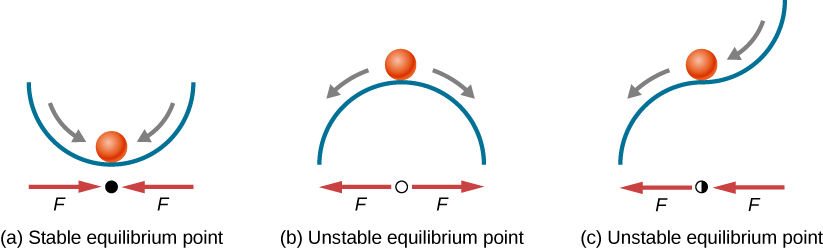 F F F F F F
(a) Stable equilibrium point (b) Unstable equilibrium point (c) Unstable equilibrium point